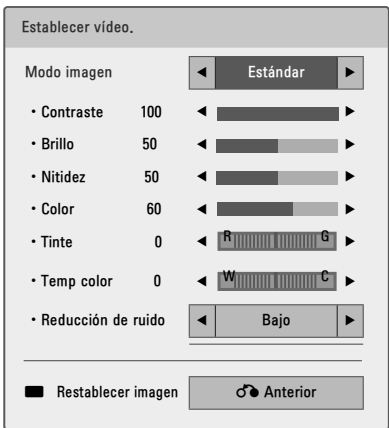 Establecer vídeo.
Modo imagen ◄ Estándar ►
• Contraste 100
• Brillo 50
• Nitidez 50
• Color 60
• Tinte 0 R G
• Temp color 0 W C
• Reducción de ruido ◄ Bajo ►
Restablecer imagen Anterior